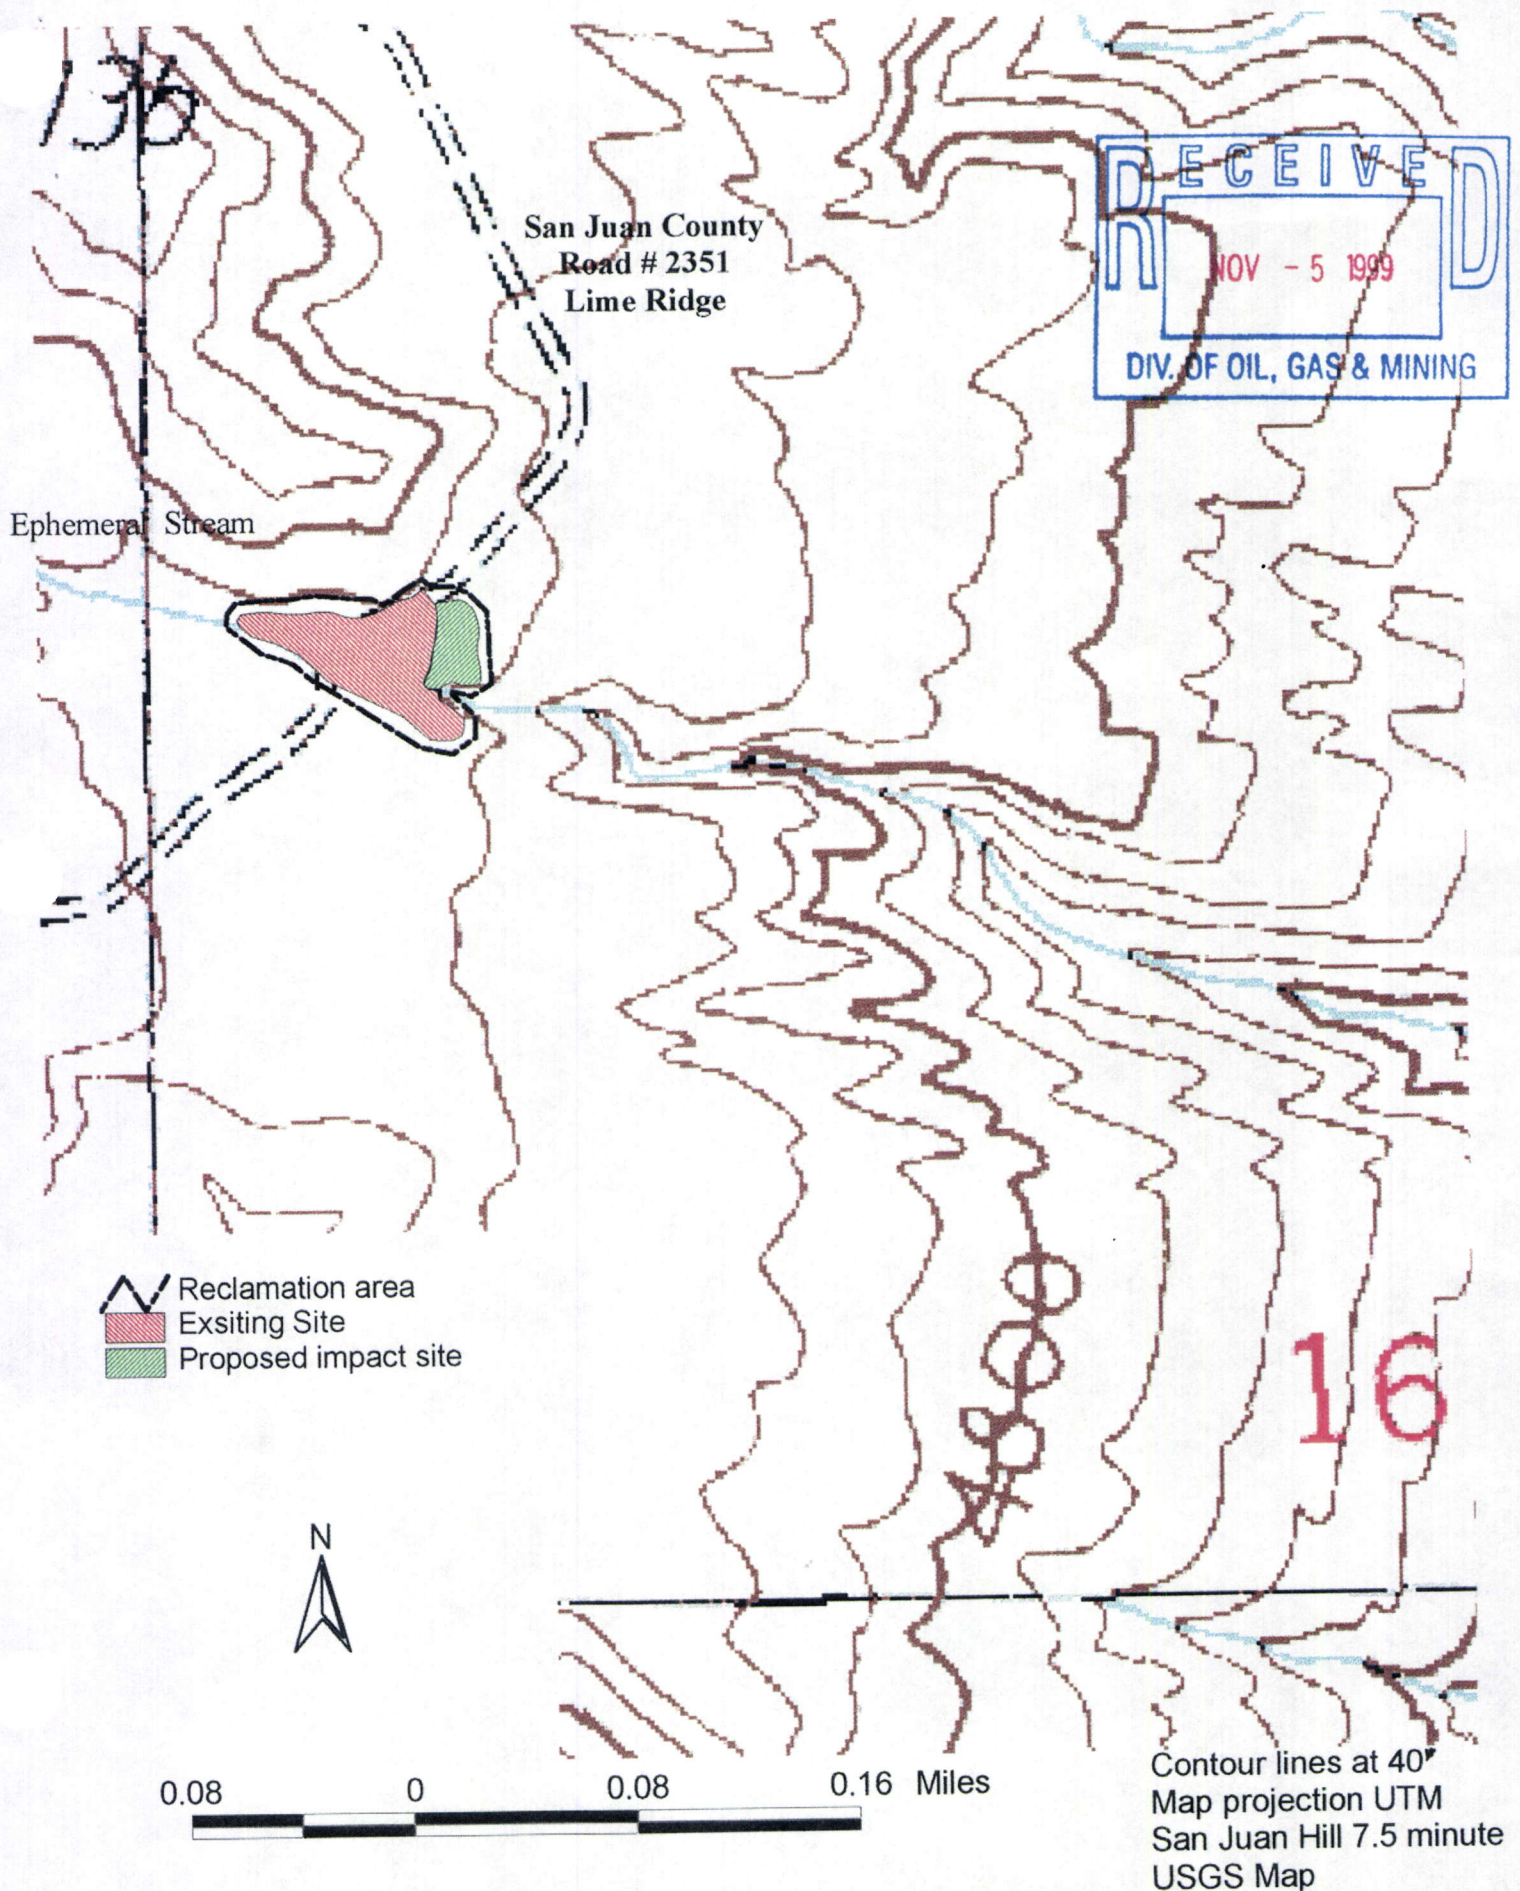 San Juan County
Road # 2351
Lime Ridge
RECEIVED
NOV - 5 1999
DIV. OF OIL, GAS & MINING
Ephemeral Stream
Reclamation area
Exsiting Site
Proposed impact site
16
N
0.08 0 0.08 0.16 Miles
Contour lines at 40'
Map projection UTM
San Juan Hill 7.5 minute
USGS Map